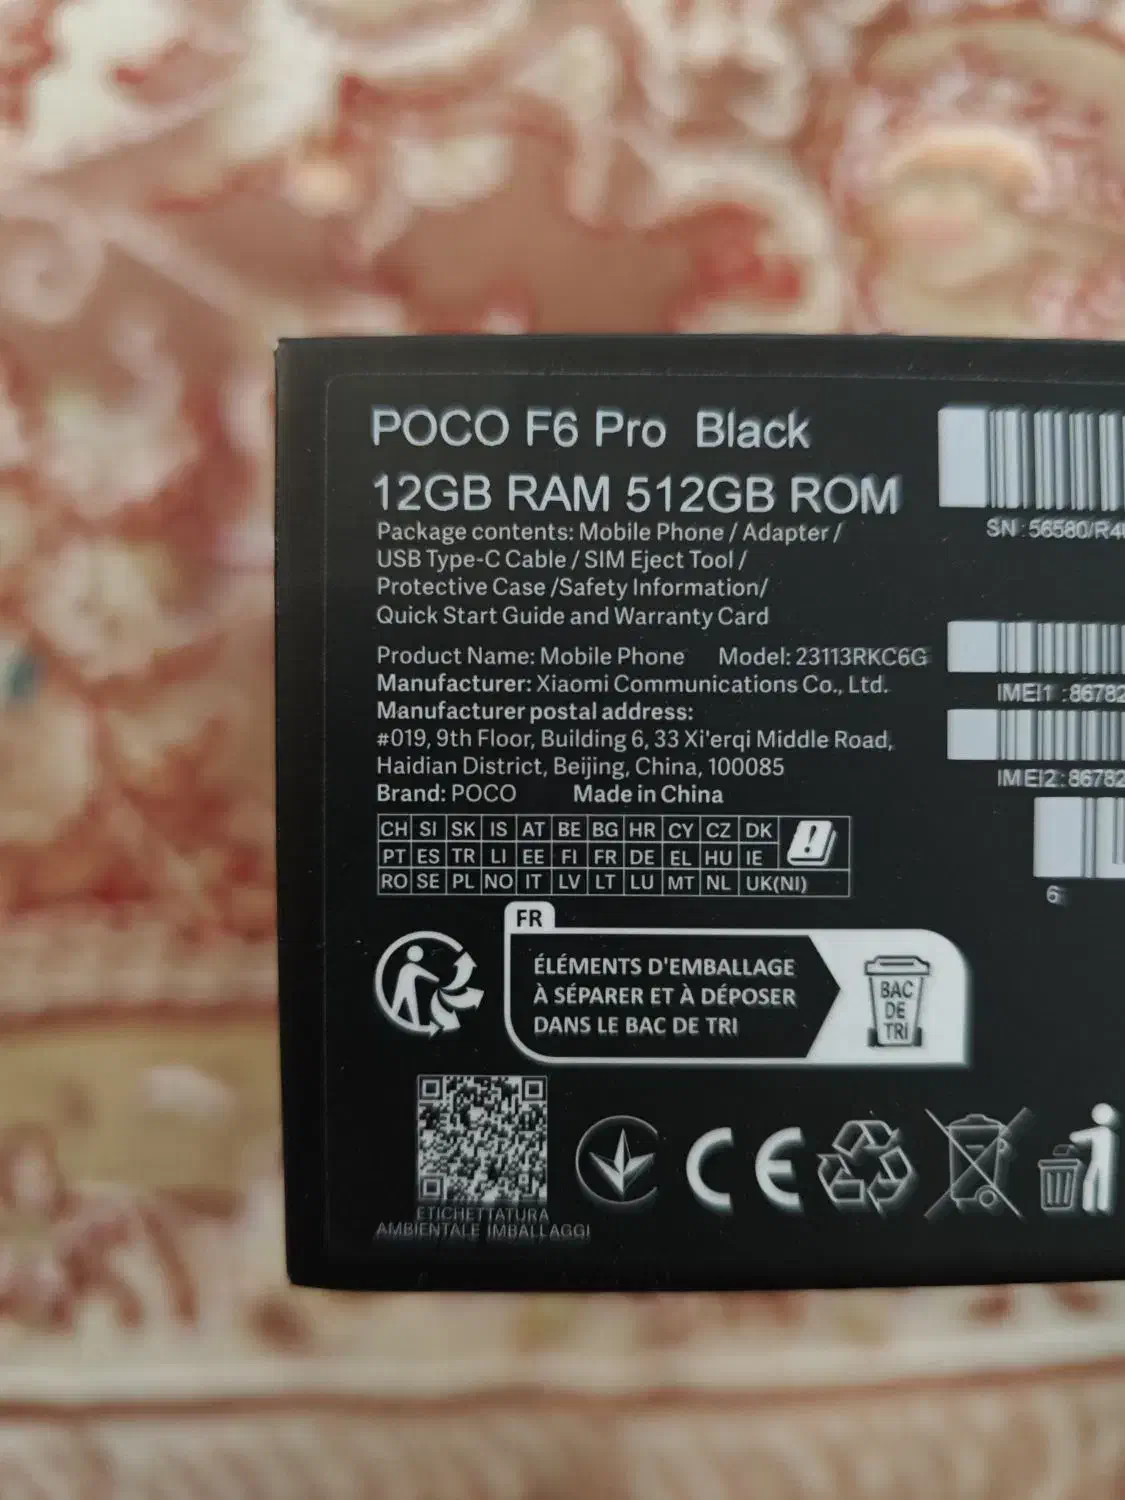 POCO F6 Pro Black
12GB RAM 512GB ROM
Package contents: Mobile Phone / Adapter /
USB Type-C Cable / SIM Eject Tool /
Protective Case /Safety Information/
Quick Start Guide and Warranty Card
Product Name: Mobile Phone Model: 23113RKC6G
Manufacturer: Xiaomi Communications Co., Ltd.
Manufacturer postal address:
#019, 9th Floor, Building 6, 33 Xi'erqi Middle Road,
Haidian District, Beijing, China, 100085
Brand: POCO Made in China
CH SI SK IS AT BE BG HR CY CZ DK
PT ES TR LI EE FI FR DE EL HU IE
RO SE PL NO IT LV LT LU MT NL UK(NI)
SN : 56580/R4
IMEI1 :86782
IMEI2 :86782
6
FR
ÉLÉMENTS D'EMBALLAGE
À SÉPARER ET À DÉPOSER
DANS LE BAC DE TRI
BAC
DE
TRI
ETICHETTATURA
AMBIENTALE IMBALLAGGI
CE